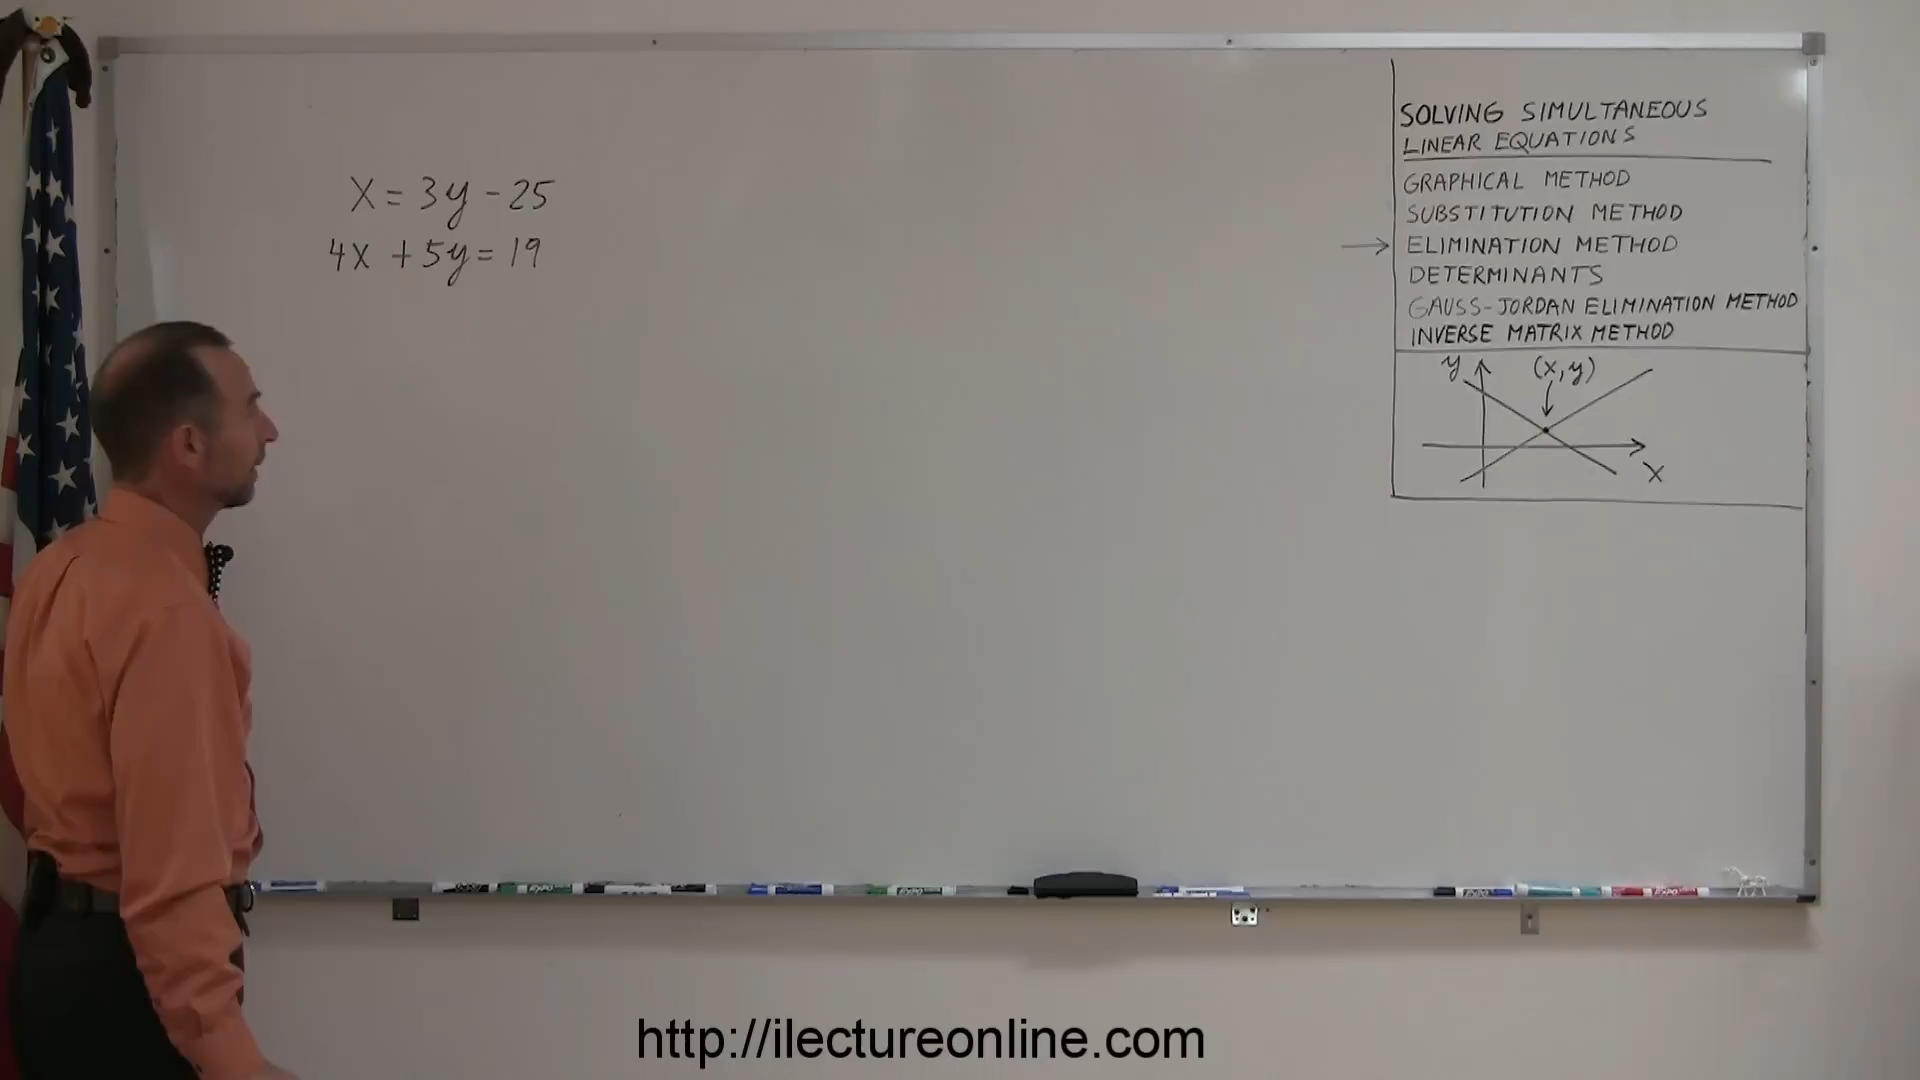 X = 3y - 25
4X + 5y = 19
SOLVING SIMULTANEOUS
LINEAR EQUATIONS
GRAPHICAL METHOD
SUBSTITUTION METHOD
→ ELIMINATION METHOD
DETERMINANTS
GAUSS-JORDAN ELIMINATION METHOD
INVERSE MATRIX METHOD
y (x,y)
X
http://ilectureonline.com